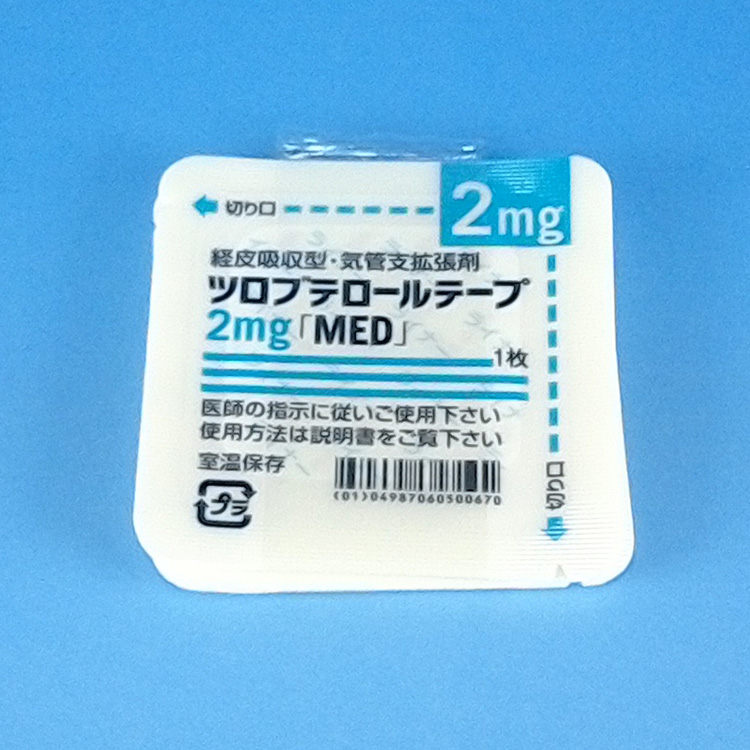 切り口
2mg
経皮吸収型・気管支拡張剤
ツロブテロールテープ
2mg「MED」
1枚
医師の指示に従いご使用下さい
使用方法は説明書をご覧下さい
室温保存
プラ
(01)04987060500670
切り口